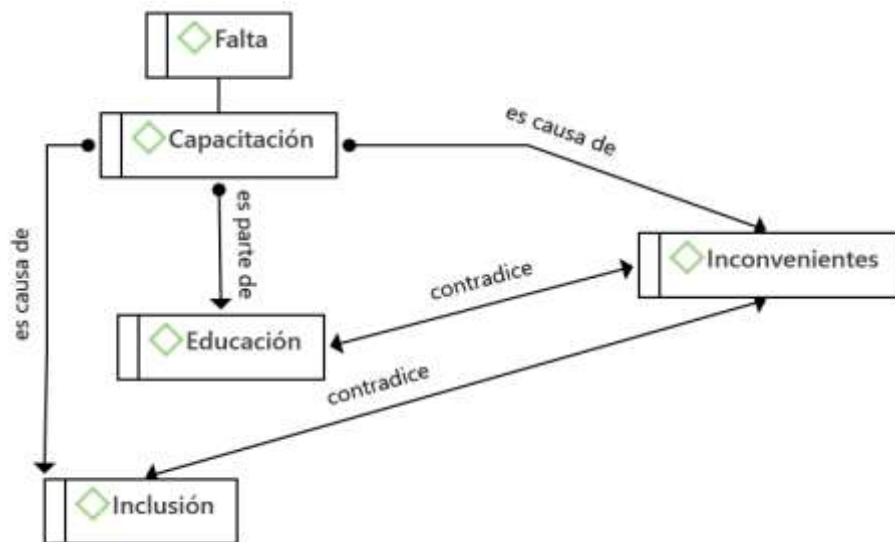 Falta
Capacitación
es causa de
es causa de
es parte de
Inconvenientes
contradice
Educación
contradice
Inclusión